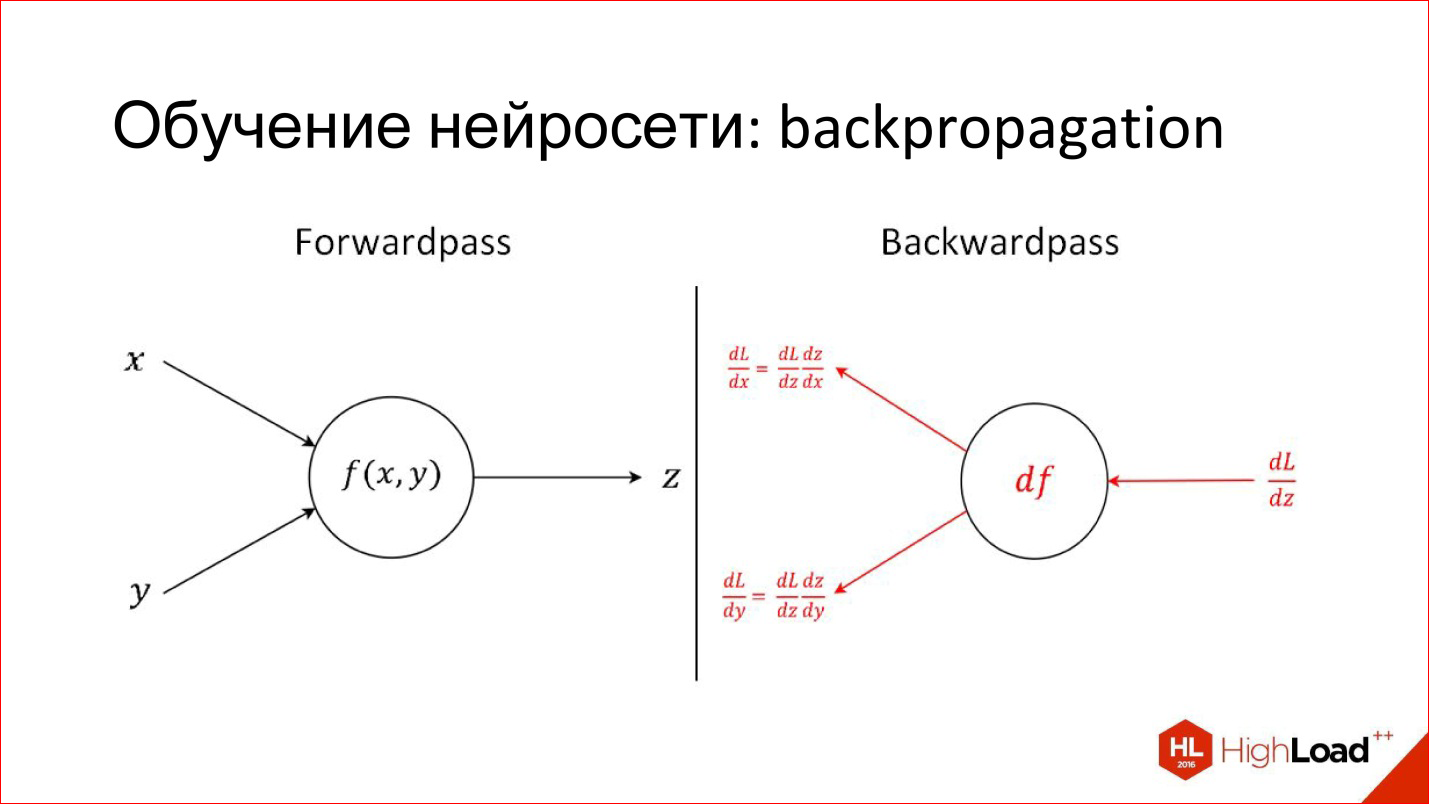 Обучение нейросети: backpropagation
Forwardpass
Backwardpass
x
y
f(x, y)
z
dL/dx = dL/dz dz/dx
dL/dy = dL/dz dz/dy
df
dL/dz
HL
2016
HighLoad++